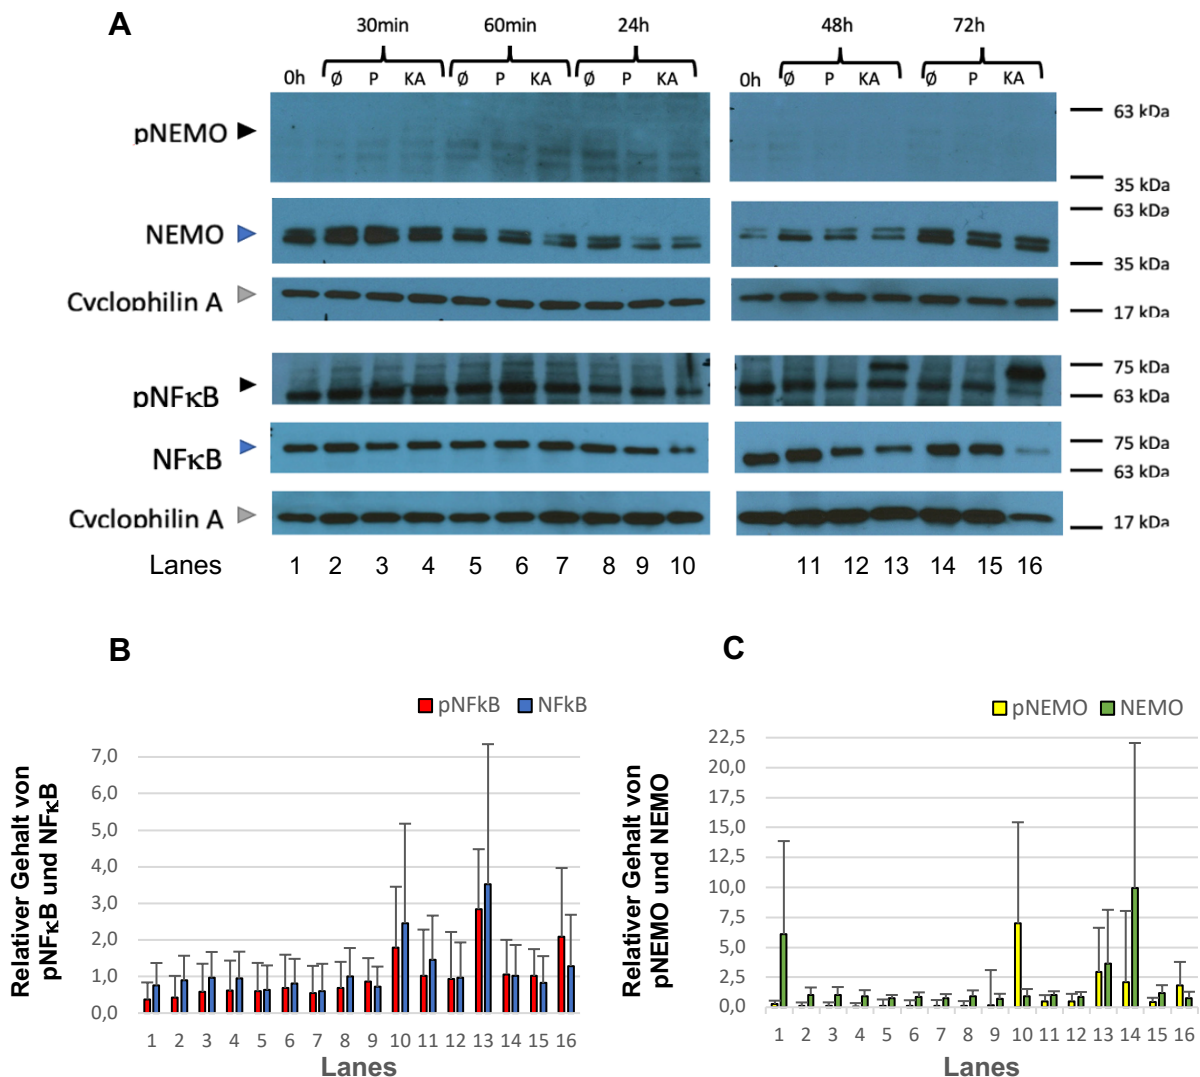 A
30min 60min 24h 48h 72h
0h Ø P KA Ø P KA Ø P KA 0h Ø P KA Ø P KA
pNEMO
63 kDa
35 kDa
NEMO
63 kDa
35 kDa
Cyclophilin A
17 kDa
pNFκB
75 kDa
63 kDa
NFκB
75 kDa
63 kDa
Cyclophilin A
17 kDa
Lanes 1 2 3 4 5 6 7 8 9 10 11 12 13 14 15 16
B
pNFkB NFkB
Relativer Gehalt von
pNFκB und NFκB
7,0
6,0
5,0
4,0
3,0
2,0
1,0
0,0
1 2 3 4 5 6 7 8 9 10 11 12 13 14 15 16
Lanes
C
pNEMO NEMO
Relativer Gehalt von
pNEMO und NEMO
22,5
20,0
17,5
15,0
12,5
10,0
7,5
5,0
2,5
0,0
1 2 3 4 5 6 7 8 9 10 11 12 13 14 15 16
Lanes